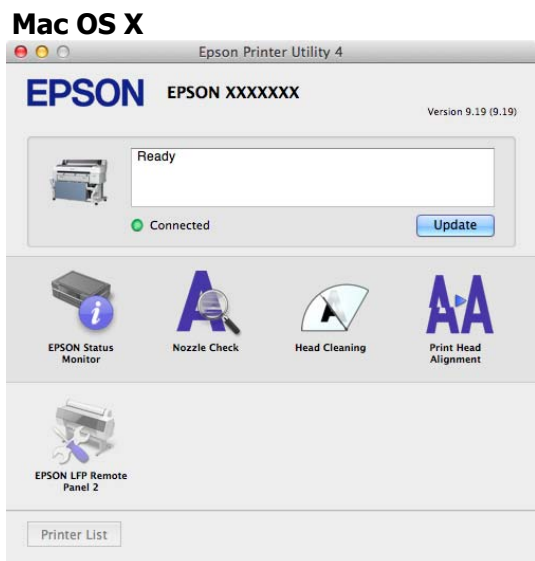 Mac OS X
Epson Printer Utility 4
EPSON EPSON XXXXXXX
Version 9.19 (9.19)
Ready
Connected Update
EPSON Status
Monitor
Nozzle Check
Head Cleaning
Print Head
Alignment
EPSON LFP Remote
Panel 2
Printer List